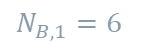 N_{B,1} = 6